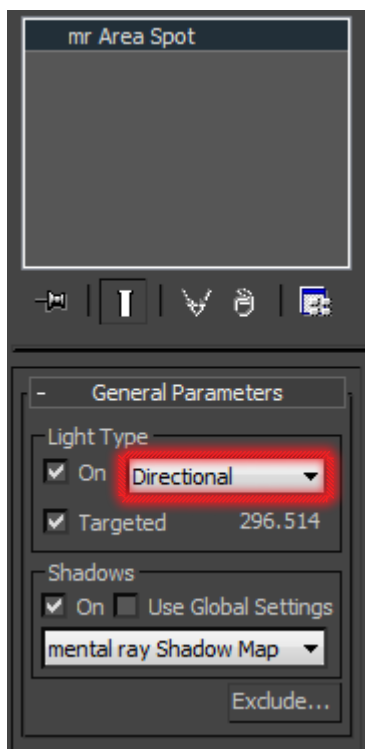 mr Area Spot
- General Parameters
Light Type
On Directional
Targeted 296.514
Shadows
On Use Global Settings
mental ray Shadow Map
Exclude...